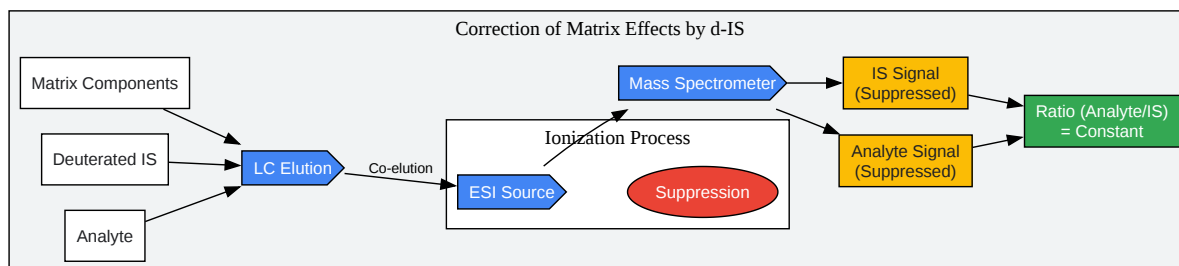 Correction of Matrix Effects by d-IS
Matrix Components
Deuterated IS
Analyte
LC Elution
Co-elution
Ionization Process
ESI Source
Suppression
Mass Spectrometer
IS Signal
(Suppressed)
Analyte Signal
(Suppressed)
Ratio (Analyte/IS)
= Constant